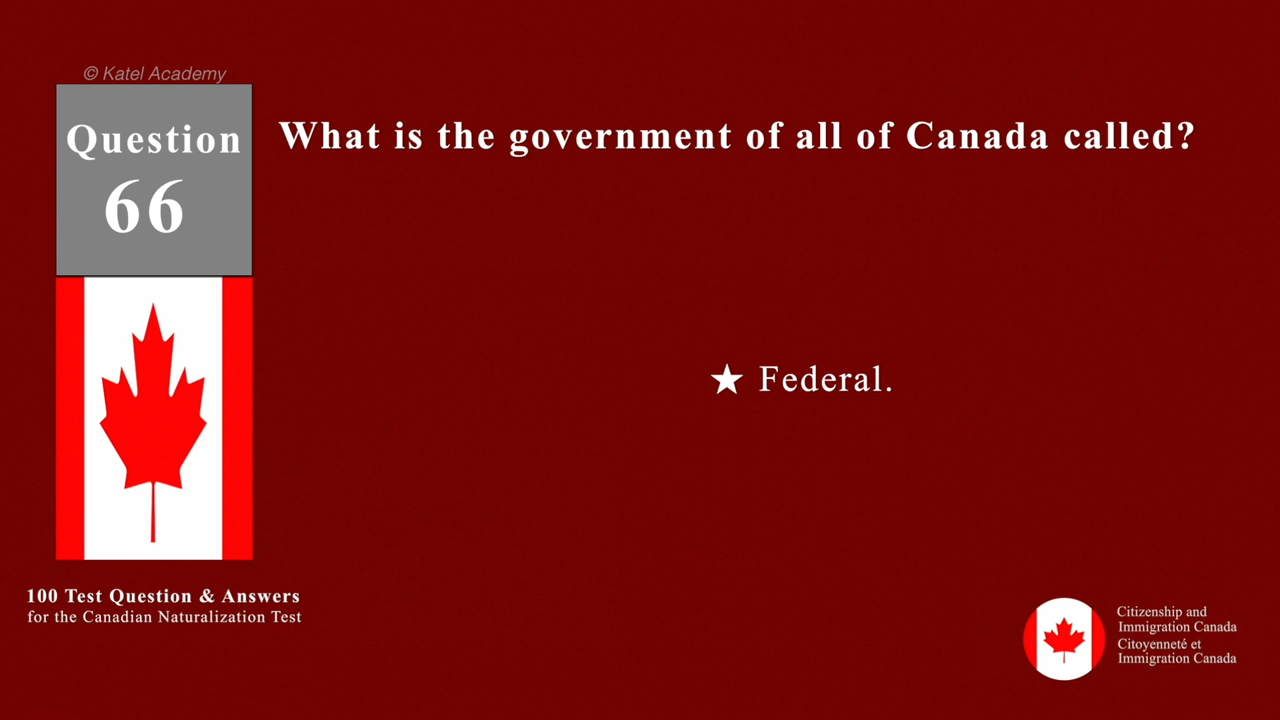 © Katel Academy
Question
66
What is the government of all of Canada called?
★ Federal.
100 Test Question & Answers
for the Canadian Naturalization Test
Citizenship and
Immigration Canada
Citoyenneté et
Immigration Canada